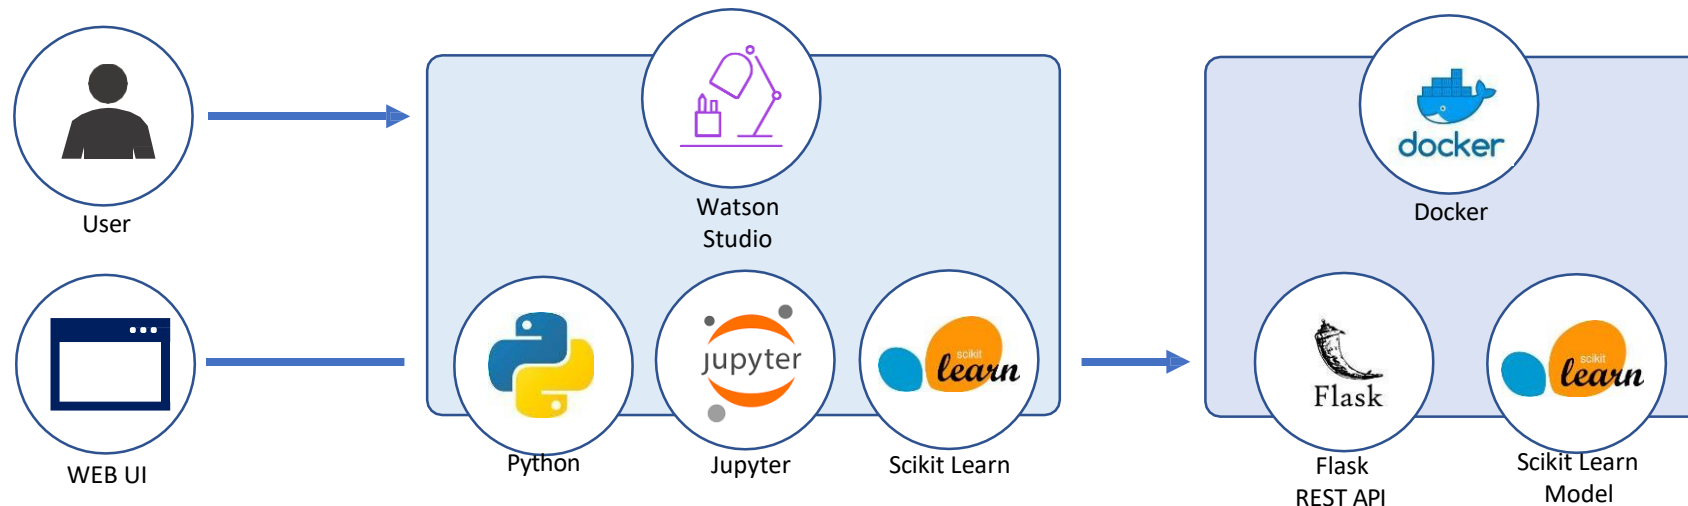 docker
User
Watson
Studio
Docker
jupyter
scikit
learn
Flask
scikit
learn
WEB UI
Python
Jupyter
Scikit Learn
Flask
REST API
Scikit Learn
Model